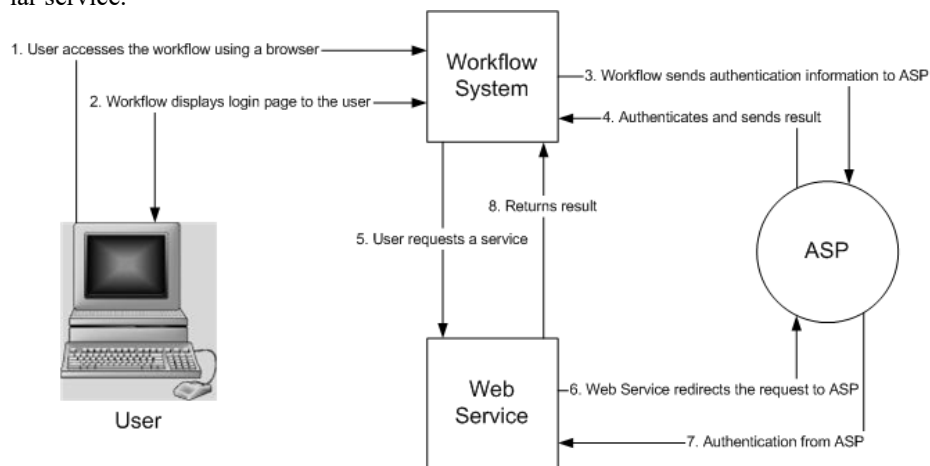 lar service.
1. User accesses the workflow using a browser
Workflow
System
3. Workflow sends authentication information to ASP
2. Workflow displays login page to the user
4. Authenticates and sends result
8. Returns result
5. User requests a service
ASP
Web
Service
6. Web Service redirects the request to ASP
User
7. Authentication from ASP